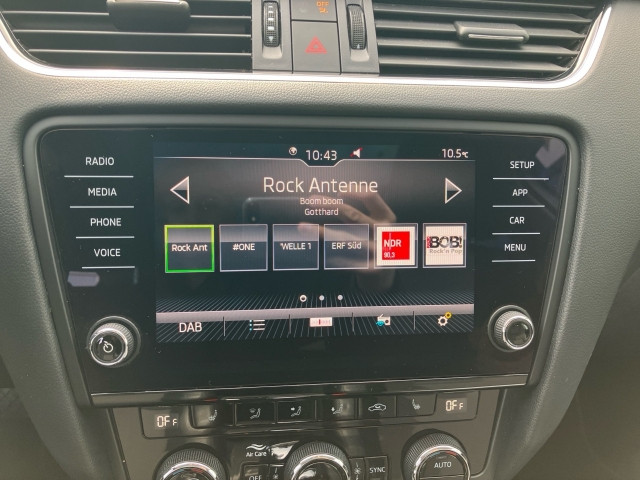 RADIO
MEDIA
PHONE
VOICE
10:43
10.5°C
Rock Antenne
Boom boom
Gotthard
Rock Ant
#ONE
'WELLE 1
ERF Süd
NDR
90,3
BOB!
Rock'n Pop
DAB
SETUP
APP
CAR
MENU
OFF
OFF
Air Care
OFF
SYNC
AUTO